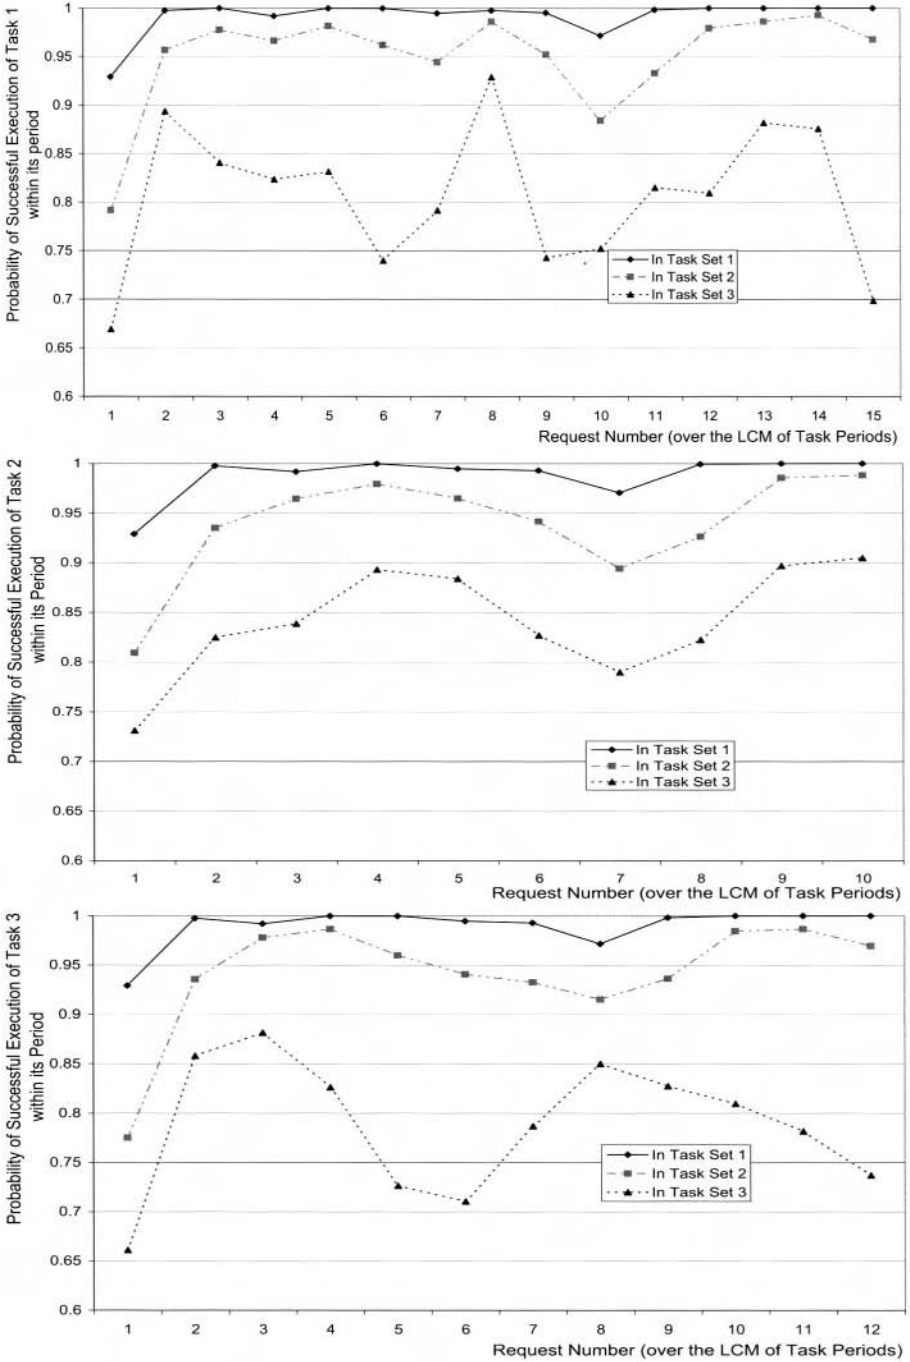 Probability of Successful Execution of Task 1
within its period
1
0.95
0.9
0.85
0.8
0.75
0.7
0.65
0.6
In Task Set 1
In Task Set 2
In Task Set 3
1 2 3 4 5 6 7 8 9 10 11 12 13 14 15
Request Number (over the LCM of Task Periods)
Probability of Successful Execution of Task 2
within its Period
1
0.95
0.9
0.85
0.8
0.75
0.7
0.65
0.6
In Task Set 1
In Task Set 2
In Task Set 3
1 2 3 4 5 6 7 8 9 10
Request Number (over the LCM of Task Periods)
Probability of Successful Execution of Task 3
within its Period
1
0.95
0.9
0.85
0.8
0.75
0.7
0.65
0.6
In Task Set 1
In Task Set 2
In Task Set 3
1 2 3 4 5 6 7 8 9 10 11 12
Request Number (over the LCM of Task Periods)